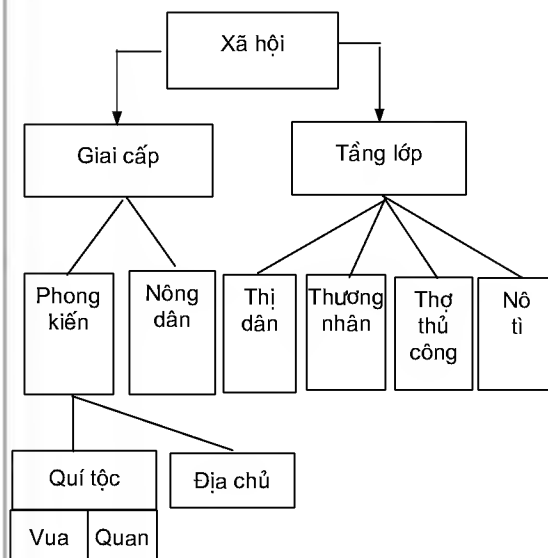 Xã hội
Giai cấp
Tầng lớp
Phong
kiến
Nông
dân
Thị
dân
Thương
nhân
Thợ
thủ
công
Nô
tì
Quí tộc
Địa chủ
Vua
Quan